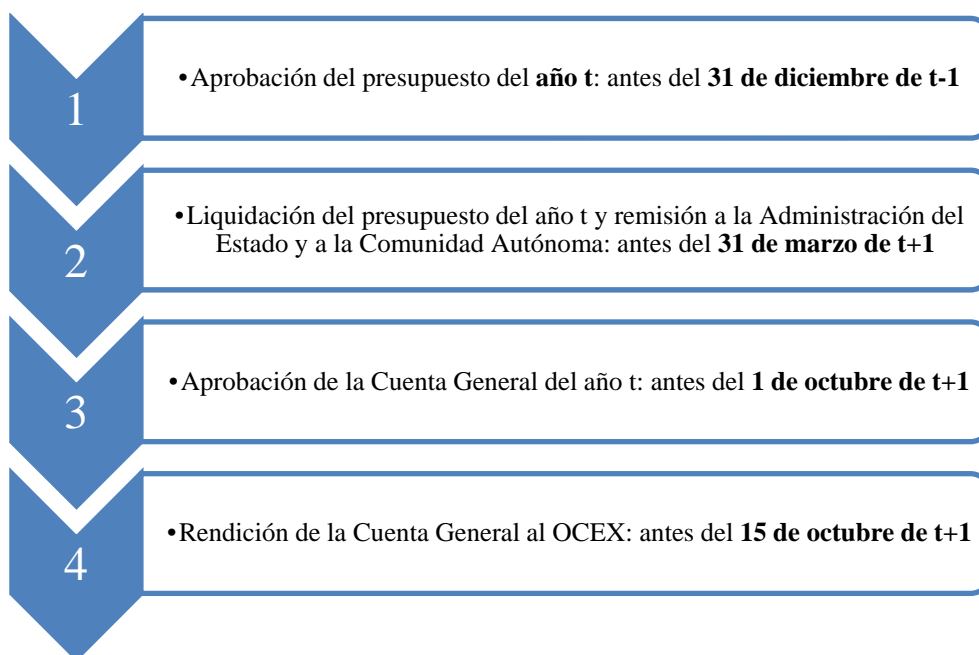 1
•Aprobación del presupuesto del año t: antes del 31 de diciembre de t-1
2
•Liquidación del presupuesto del año t y remisión a la Administración del
Estado y a la Comunidad Autónoma: antes del 31 de marzo de t+1
3
•Aprobación de la Cuenta General del año t: antes del 1 de octubre de t+1
4
•Rendición de la Cuenta General al OCEX: antes del 15 de octubre de t+1